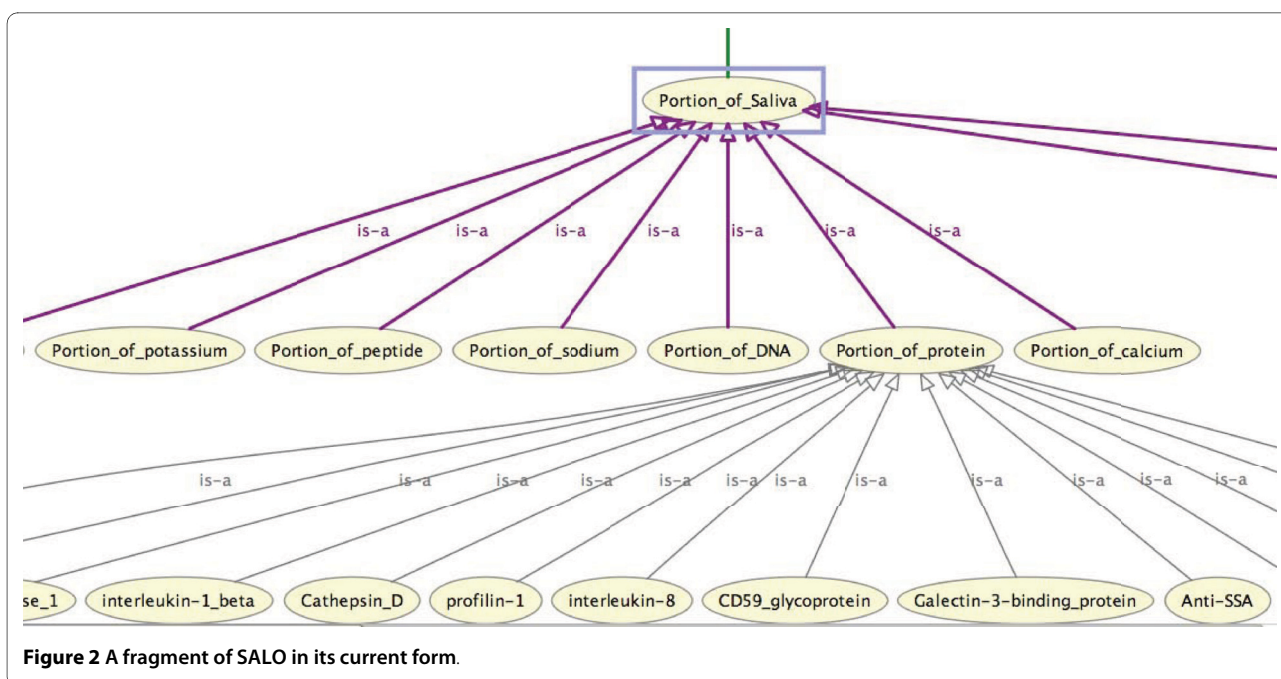 Portion_of_Saliva
is-a is-a is-a is-a is-a is-a is-a
Portion_of_potassium Portion_of_peptide Portion_of_sodium Portion_of_DNA Portion_of_protein Portion_of_calcium
is-a is-a is-a is-a is-a is-a is-a is-a is-a is-a is-a is-a
se_1 interleukin-1_beta Cathepsin_D profilin-1 interleukin-8 CD59_glycoprotein Galectin-3-binding_protein Anti-SSA
Figure 2 A fragment of SALO in its current form.